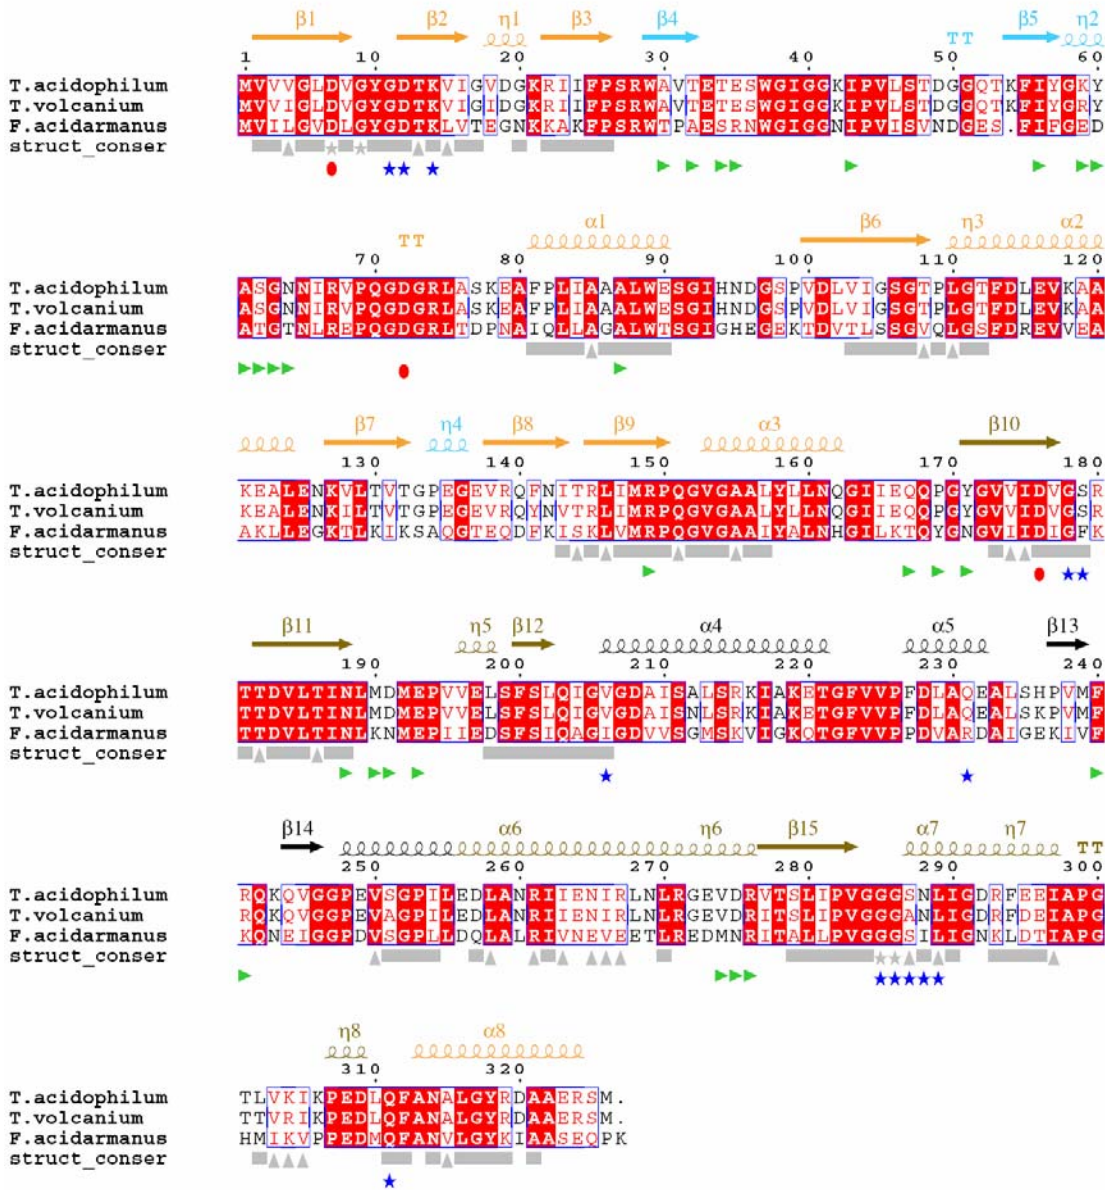 β1 β2 η1 β3 β4 β5 η2
1 10 20 30 40 TT 50 60
T.acidophilum MVVVGLDVGYGDTKVIGVDGKRIIFPSRWAVTETESWGIGGKIPVLSTDGGQTKFIYGKY
T.volcanium MVVIGLDVGYGDTKVIGIDGKRIIFPSRWAVTETESWGIGGKIPVLSTDGGQTKFIYGKY
F.acidarmanus MVILGVDLGYGDTKLVTEGNKKAKFPSRWTPAESRNWGIGGNIPVISVNDGES.FIFGED
struct_conser
TT α1 β6 η3 α2
70 80 90 100 110 120
T.acidophilum ASGNNIRVPQGDGRLASKEAFPLIAAALWESGIHNDGSPVDLVIGSGTPLGTFDLEVKAA
T.volcanium ASGNNIRVPQGDGRLASKEAFPLIAAALWESGIHNDGSPVDLVIGSGTPLGTFDLEVKAA
F.acidarmanus ATGTNLREPQGDGRLTDPNAIQLLAGALWTSGIGHEGEKTDVTLSSGVQLGSFDREVVEA
struct_conser
β7 η4 β8 β9 α3 β10
130 140 150 160 170 180
T.acidophilum KEALENKVLTVTGPEGEVRQFNITRLIMRPQGVGAALYLLNQGIIEQQPGYGVVIDVGSR
T.volcanium KEALENKILTVTGPEGEVRQYNVTRLIMRPQGVGAALYLLNQGIIEQQPGYGVVIDVGSR
F.acidarmanus AKLLEGKTLKIKSAQGTEQDFKISKLVMRPQGVGAAIYALNHGILKTQYGNGVIIDIGFK
struct_conser
β11 η5 β12 α4 α5 β13
190 200 210 220 230 240
T.acidophilum TTDVLTINLMDMEPVVELSFSLQIGVGDAISALSRKIAKETGFVVPFDLAQEALSHPVMF
T.volcanium TTDVLTINLMDMEPVVELSFSLQIGVGDAISNLSRKIAKETGFVVPFDLAQEALSKPVMF
F.acidarmanus TTDVLTINLKNMEPIIEDSFSIQAGIGDVVSGMSKVIGKQTGFVVPPDVARDAIGEKIVF
struct_conser
β14 α6 η6 β15 α7 η7 TT
250 260 270 280 290 300
T.acidophilum RQKQVGGPEVSGPILEDLANRIIENIRLNLRGEVDRVTSLIPVGGGSNLIGDRFEEIAPG
T.volcanium RQKQVGGPEVAGPILEDLANRIIENIRLNLRGEVDRITSLIPVGGGANLIGDRFDEIAPG
F.acidarmanus KQNEIGGPDVSGPLLDQLALRIVNEVEETLREDMNRITALLPVGGGSILIGNKLDTIAPG
struct_conser
η8 α8
310 320
T.acidophilum TLVKIKPEDLQFANALGYRDAAERSM.
T.volcanium TTVRIKPEDLQFANALGYRDAAERSM.
F.acidarmanus HMIKVPPEDMQFANVLGYKIAASEQPK
struct_conser